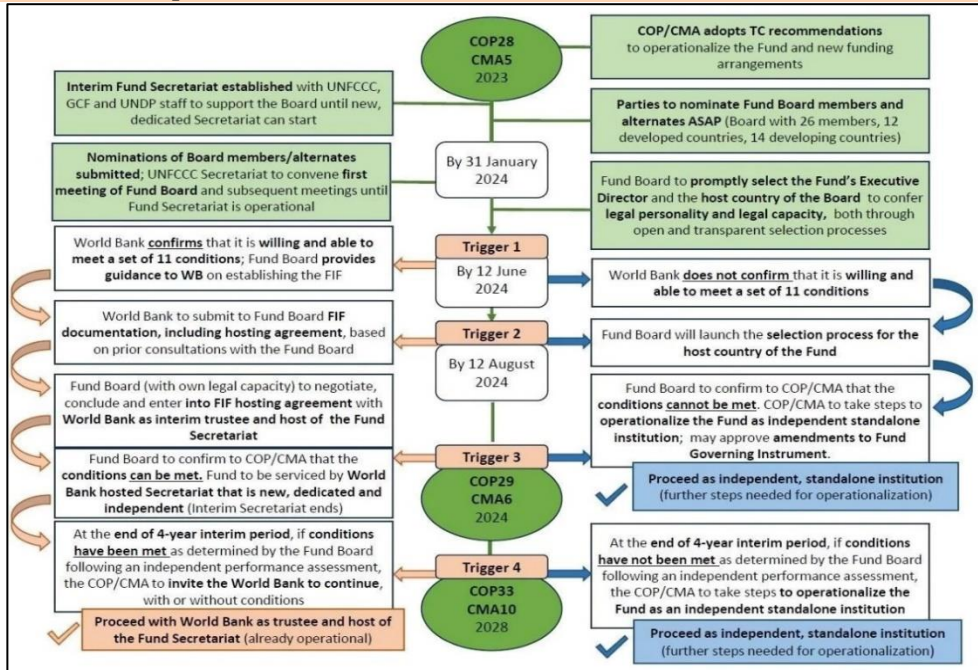 COP28
CMA5
2023
COP/CMA adopts TC recommendations
to operationalize the Fund and new funding
arrangements
Interim Fund Secretariat established with UNFCCC,
GCF and UNDP staff to support the Board until new,
dedicated Secretariat can start
Parties to nominate Fund Board members and
alternates ASAP (Board with 26 members, 12
developed countries, 14 developing countries)
Nominations of Board members/alternates
submitted; UNFCCC Secretariat to convene first
meeting of Fund Board and subsequent meetings until
Fund Secretariat is operational
By 31 January
2024
Fund Board to promptly select the Fund's Executive
Director and the host country of the Board to confer
legal personality and legal capacity, both through
open and transparent selection processes
World Bank confirms that it is willing and able to
meet a set of 11 conditions; Fund Board provides
guidance to WB on establishing the FIF
Trigger 1
By 12 June
2024
World Bank does not confirm that it is willing and
able to meet a set of 11 conditions
World Bank to submit to Fund Board FIF
documentation, including hosting agreement, based
on prior consultations with the Fund Board
Trigger 2
By 12 August
2024
Fund Board will launch the selection process for the
host country of the Fund
Fund Board (with own legal capacity) to negotiate,
conclude and enter into FIF hosting agreement with
World Bank as interim trustee and host of the Fund
Secretariat
Fund Board to confirm to COP/CMA that the
conditions cannot be met. COP/CMA to take steps to
operationalize the Fund as independent standalone
institution; may approve amendments to Fund
Governing Instrument.
Fund Board to confirm to COP/CMA that the
conditions can be met. Fund to be serviced by World
Bank hosted Secretariat that is new, dedicated and
independent (Interim Secretariat ends)
Trigger 3
COP29
CMA6
2024
Proceed as independent, standalone institution
(further steps needed for operationalization)
At the end of 4-year interim period, if conditions
have been met as determined by the Fund Board
following an independent performance assessment,
the COP/CMA to invite the World Bank to continue,
with or without conditions
Trigger 4
COP33
CMA10
2028
At the end of 4-year interim period, if
conditions have not been met as determined by the Fund Board
following an independent performance assessment,
the COP/CMA to take steps to operationalize the
Fund as an independent standalone institution
Proceed with World Bank as trustee and host of
the Fund Secretariat (already operational)
Proceed as independent, standalone institution
(further steps needed for operationalization)